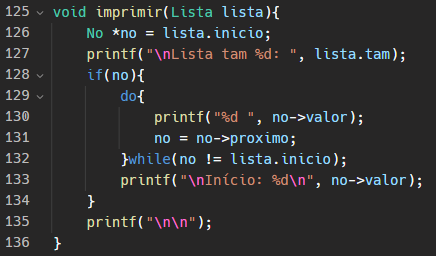 125 void imprimir(Lista lista){
126     No *no = lista.inicio;
127     printf("\nLista tam %d: ", lista.tam);
128     if(no){
129         do{
130             printf("%d ", no->valor);
131             no = no->proximo;
132         }while(no != lista.inicio);
133         printf("\nInício: %d\n", no->valor);
134     }
135     printf("\n\n");
136 }